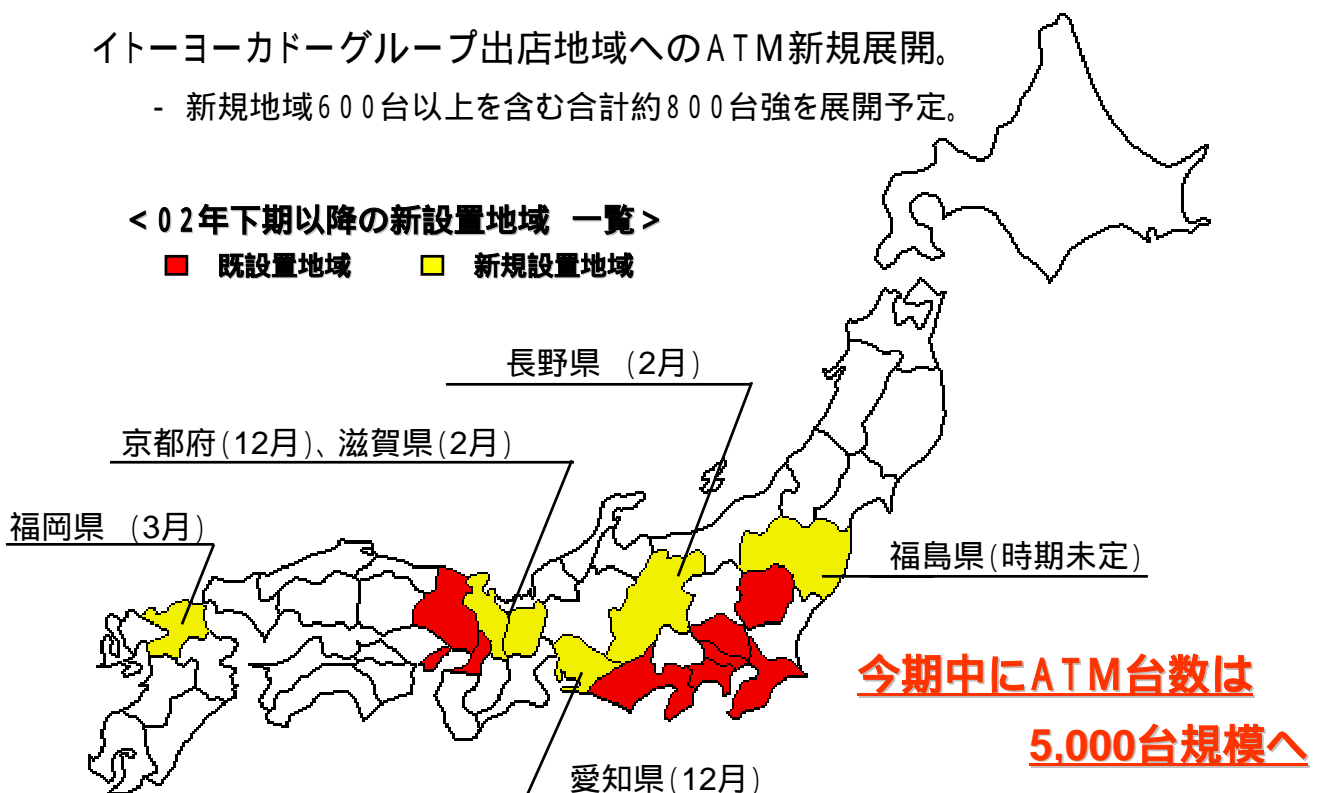 イトーヨーカドーグループ出店地域へのATM新規展開。
- 新規地域600台以上を含む合計約800台強を展開予定。
<02年下期以降の新設置地域 一覧>
既設置地域 新規設置地域
長野県 (2月)
京都府(12月)、滋賀県(2月)
福岡県 (3月)
福島県(時期未定)
今期中にATM台数は
5,000台規模へ
愛知県(12月)